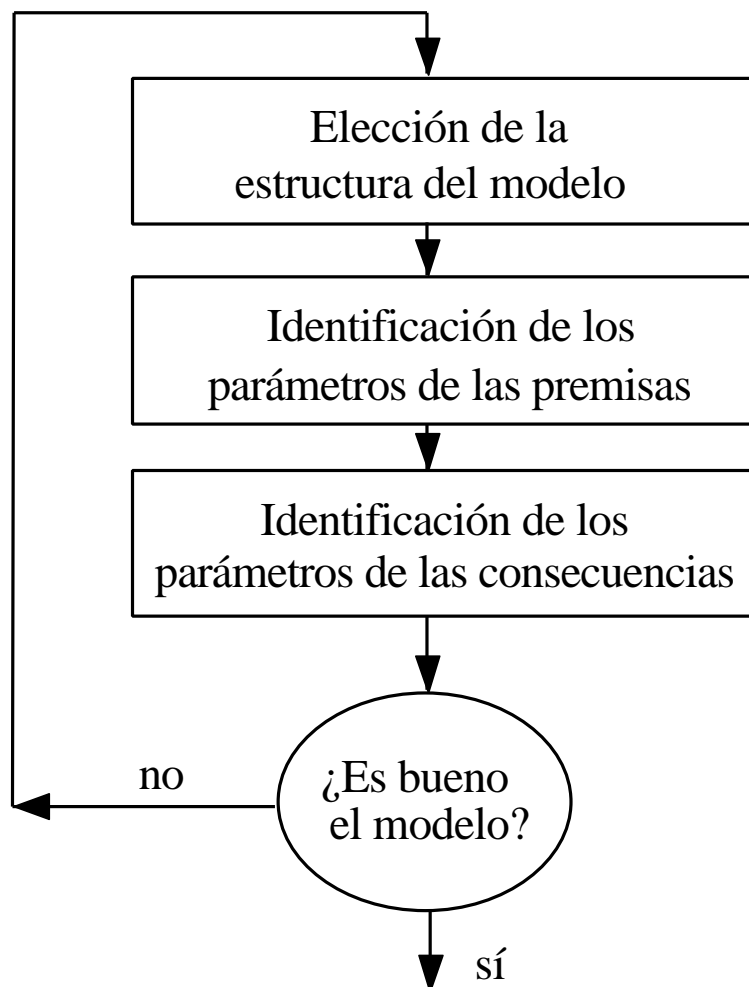 Elección de la
estructura del modelo
Identificación de los
parámetros de las premisas
Identificación de los
parámetros de las consecuencias
no
¿Es bueno
el modelo?
sí